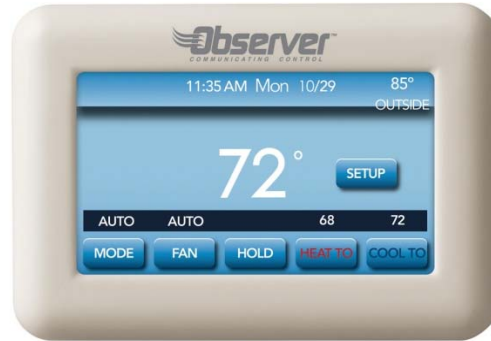 Observer™
COMMUNICATING CONTROL
11:35 AM Mon 10/29 85°
OUTSIDE
72°
SETUP
AUTO AUTO 68 72
MODE FAN HOLD HEAT TO COOL TO